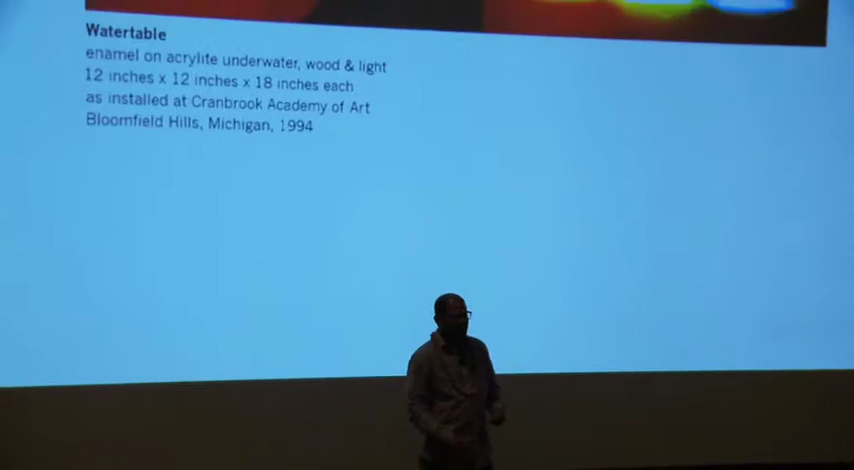 Watertable
enamel on acrylite underwater, wood & light
12 inches x 12 inches x 18 inches each
as installed at Cranbrook Academy of Art
Bloomfield Hills, Michigan, 1994